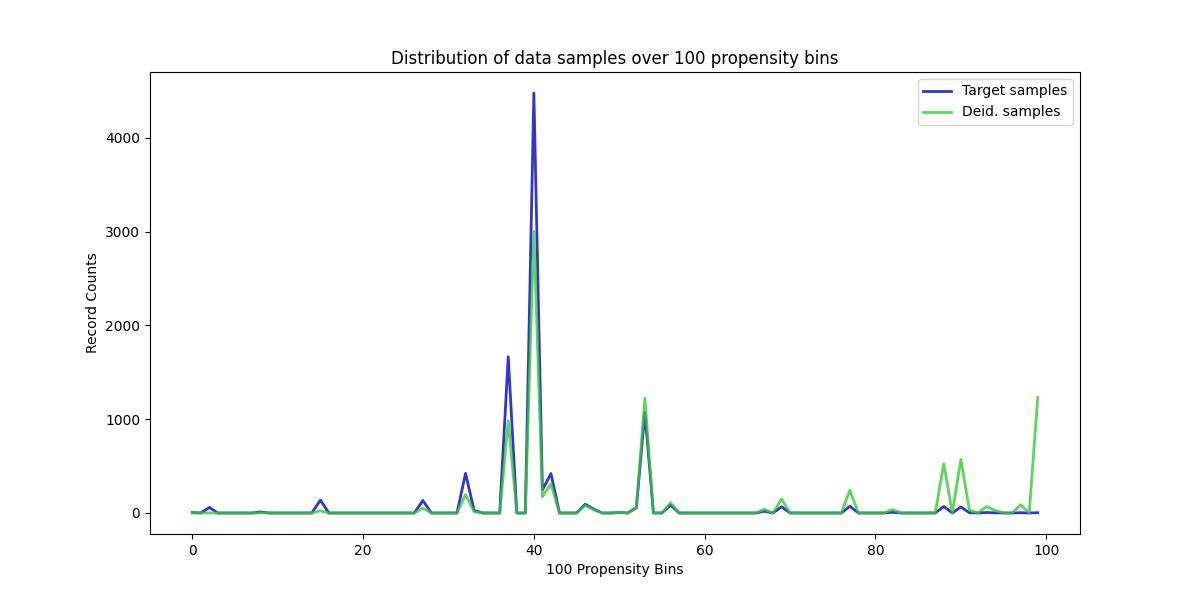 Distribution of data samples over 100 propensity bins
Target samples
Deid. samples
Record Counts
4000
3000
2000
1000
0
0 20 40 60 80 100
100 Propensity Bins